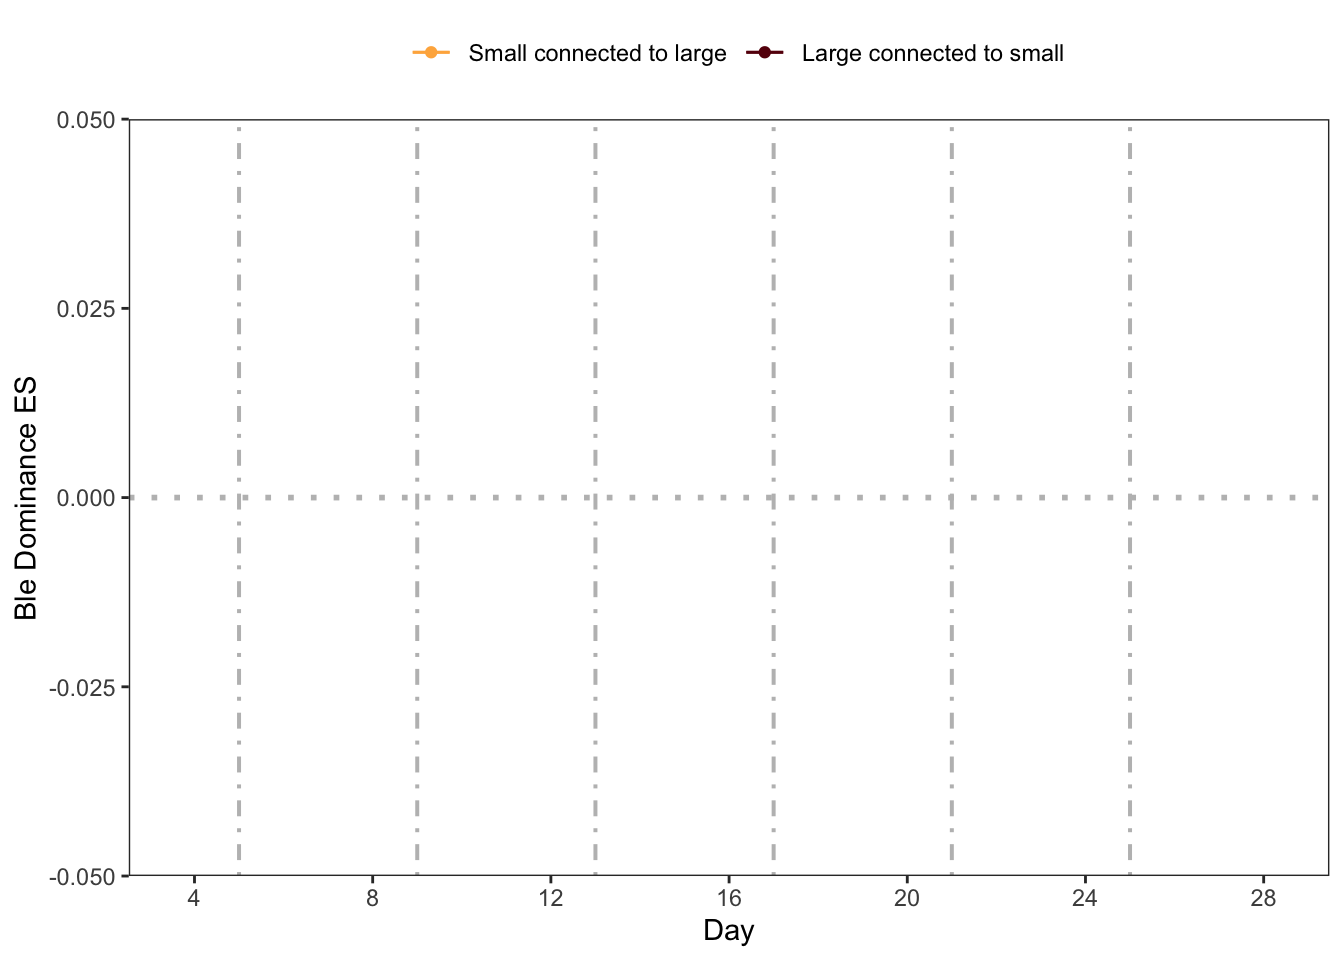 Small connected to large Large connected to small
0.050
0.025
0.000
-0.025
-0.050
Ble Dominance ES
4 8 12 16 20 24 28
Day